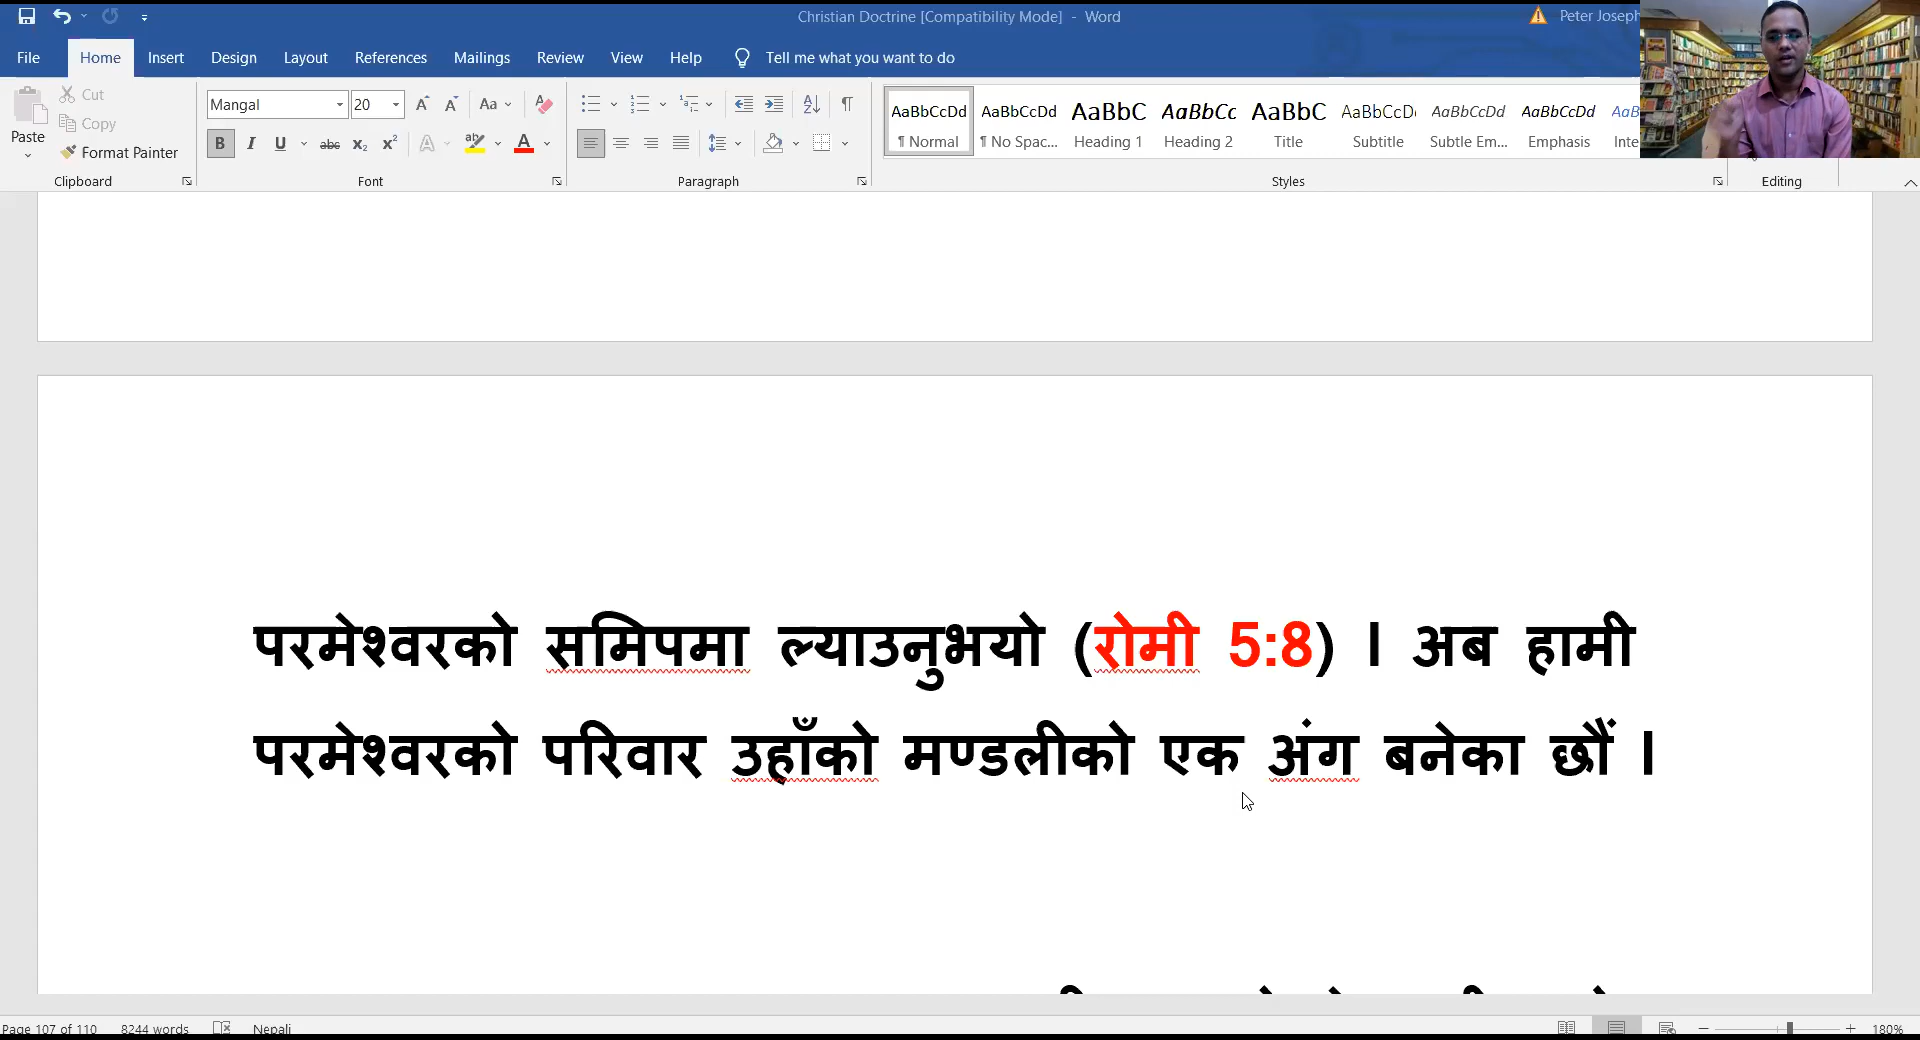 Christian Doctrine [Compatibility Mode] - Word
Peter Joseph
File Home Insert Design Layout References Mailings Review View Help Tell me what you want to do
Paste
Cut
Copy
Format Painter
Mangal 20
AaBbCcDd AaBbCcDd AaBbC AaBbCc AaBbC AaBbCcD AaBbCcDd AaBbCcDd
¶ Normal ¶ No Spac... Heading 1 Heading 2 Title Subtitle Subtle Em... Emphasis
Clipboard Font Paragraph Styles Editing
परमेश्वरको समिपमा ल्याउनुभयो (रोमी 5:8) । अब हामी
परमेश्वरको परिवार उहाँको मण्डलीको एक अंग बनेका छौं ।
Page 107 of 110 8244 words Nepali 180%